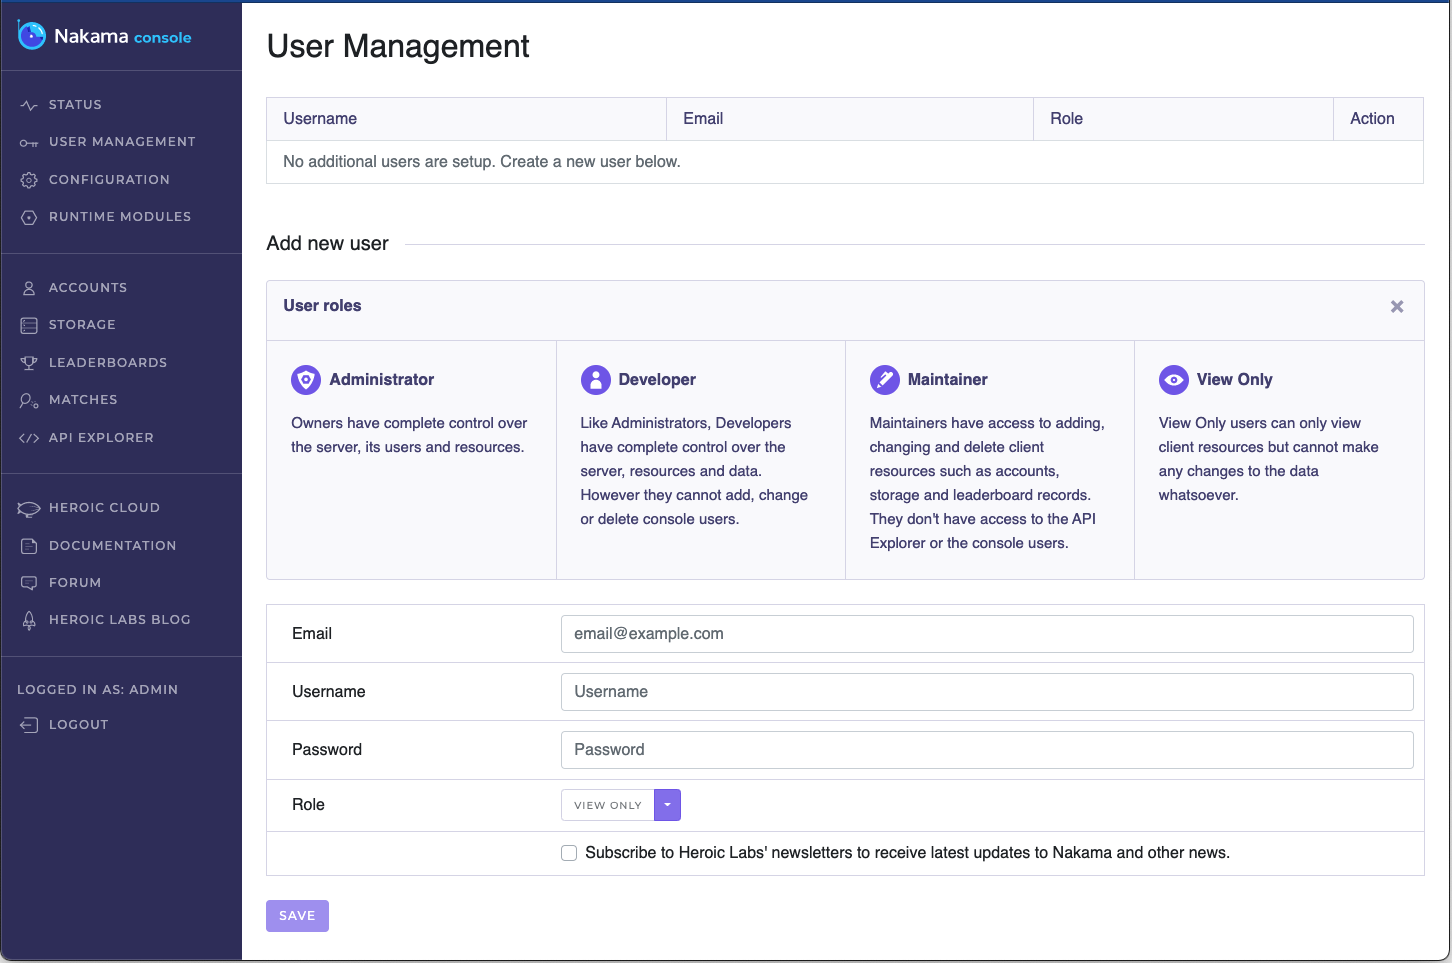 Nakama console
STATUS
USER MANAGEMENT
CONFIGURATION
RUNTIME MODULES
ACCOUNTS
STORAGE
LEADERBOARDS
MATCHES
API EXPLORER
HEROIC CLOUD
DOCUMENTATION
FORUM
HEROIC LABS BLOG
LOGGED IN AS: ADMIN
LOGOUT
User Management
Username Email Role Action
No additional users are setup. Create a new user below.
Add new user
User roles
Administrator
Owners have complete control over
the server, its users and resources.
Developer
Like Administrators, Developers
have complete control over the
server, resources and data.
However they cannot add, change
or delete console users.
Maintainer
Maintainers have access to adding,
changing and delete client
resources such as accounts,
storage and leaderboard records.
They don't have access to the API
Explorer or the console users.
View Only
View Only users can only view
client resources but cannot make
any changes to the data
whatsoever.
Email email@example.com
Username Username
Password Password
Role VIEW ONLY
Subscribe to Heroic Labs' newsletters to receive latest updates to Nakama and other news.
SAVE